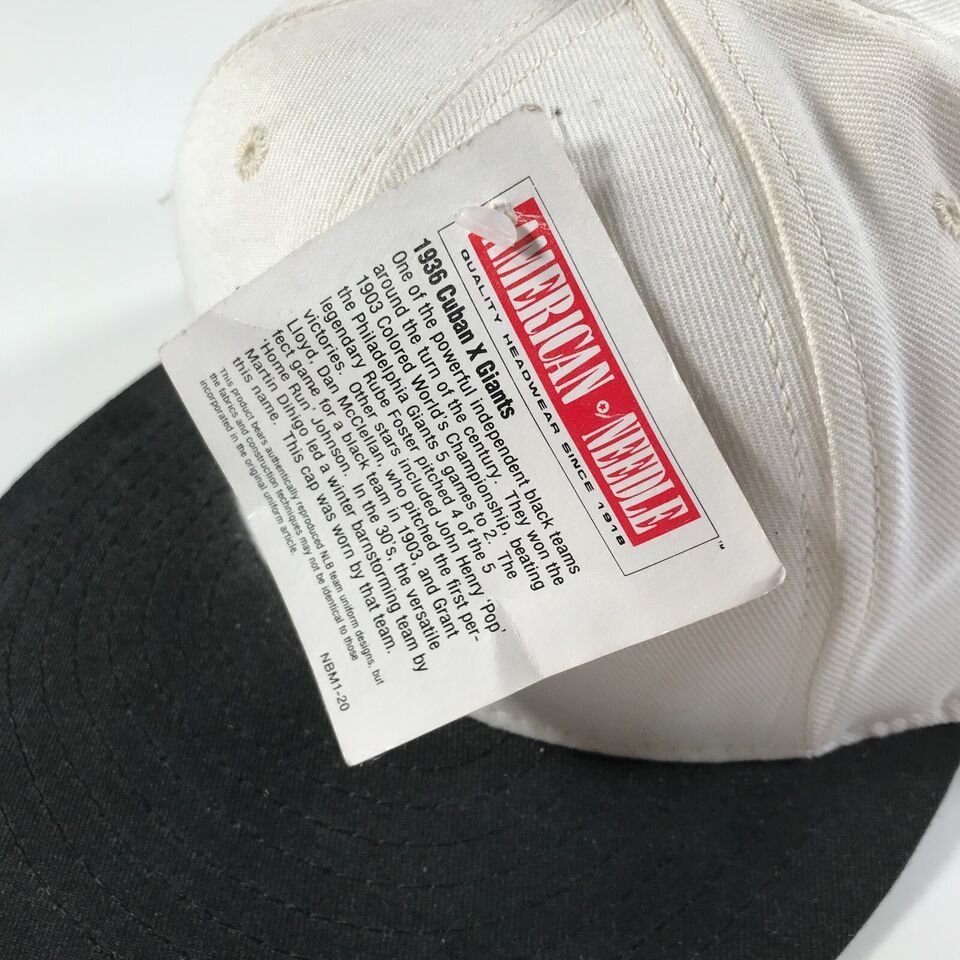 AMERICAN NEEDLE™
QUALITY HEADWEAR SINCE 1918
1936 Cuban X Giants
One of the powerful independent black teams
around the turn of the century. They won the
1903 Colored World's Championship, beating
the Philadelphia Giants 5 games to 2. The
legendary Rube Foster pitched 4 of the 5
victories. Other stars included John Henry 'Pop'
Lloyd, Dan McClellan, who pitched the first per-
fect game for a black team in 1903, and Grant
'Home Run' Johnson. In the 30's, the versatile
Martin Dihigo led a winter barnstorming team by
this name. This cap was worn by that team.
This product bears authentically reproduced NLB team uniform designs, but
the fabrics and construction techniques may not be identical to those
incorporated in the original uniform article.
NBM1-20